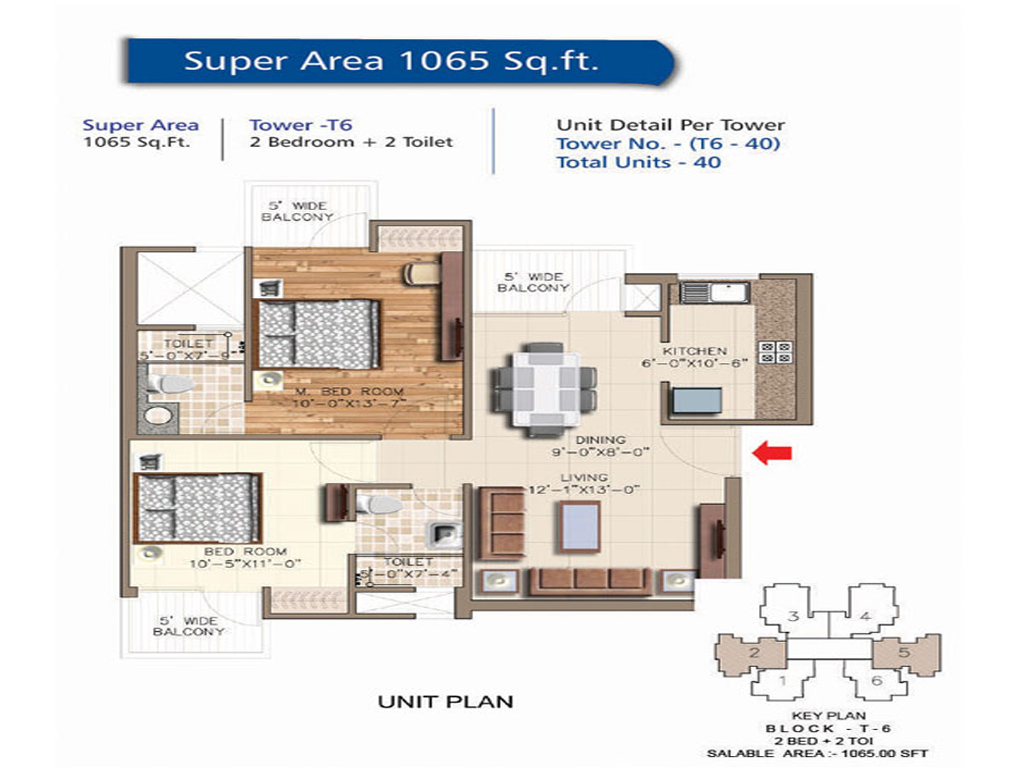 Super Area 1065 Sq.ft.
Super Area
1065 Sq.Ft.
Tower -T6
2 Bedroom + 2 Toilet
Unit Detail Per Tower
Tower No. - (T6 - 40)
Total Units - 40
5' WIDE
BALCONY
5' WIDE
BALCONY
TOILET
5'-0"X7'-9"
M. BED ROOM
10'-0"X13'-7"
KITCHEN
6'-0"X10'-6"
DINING
9'-0"X8'-0"
LIVING
12'-1"X13'-0"
BED ROOM
10'-5"X11'-0"
TOILET
5'-0"X7'-4"
5' WIDE
BALCONY
3
4
2
5
1
6
UNIT PLAN
KEY PLAN
BLOCK - T-6
2 BED + 2 TOI
SALABLE AREA :- 1065.00 SFT